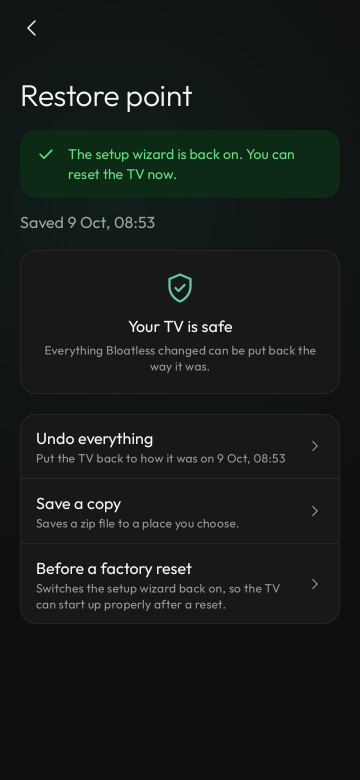 Restore point
The setup wizard is back on. You can
reset the TV now.
Saved 9 Oct, 08:53
Your TV is safe
Everything Bloatless changed can be put back the
way it was.
Undo everything
Put the TV back to how it was on 9 Oct, 08:53
Save a copy
Saves a zip file to a place you choose.
Before a factory reset
Switches the setup wizard back on, so the TV
can start up properly after a reset.